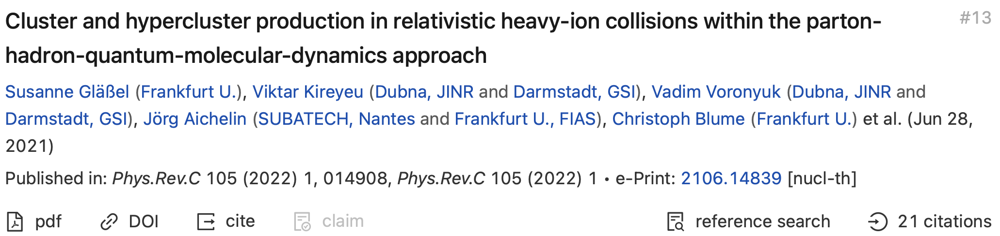 Cluster and hypercluster production in relativistic heavy-ion collisions within the parton- #13
hadron-quantum-molecular-dynamics approach
Susanne Gläßel (Frankfurt U.), Viktar Kireyeu (Dubna, JINR and Darmstadt, GSI), Vadim Voronyuk (Dubna, JINR and
Darmstadt, GSI), Jörg Aichelin (SUBATECH, Nantes and Frankfurt U., FIAS), Christoph Blume (Frankfurt U.) et al. (Jun 28,
2021)
Published in: Phys.Rev.C 105 (2022) 1, 014908, Phys.Rev.C 105 (2022) 1 • e-Print: 2106.14839 [nucl-th]
pdf DOI cite claim reference search 21 citations